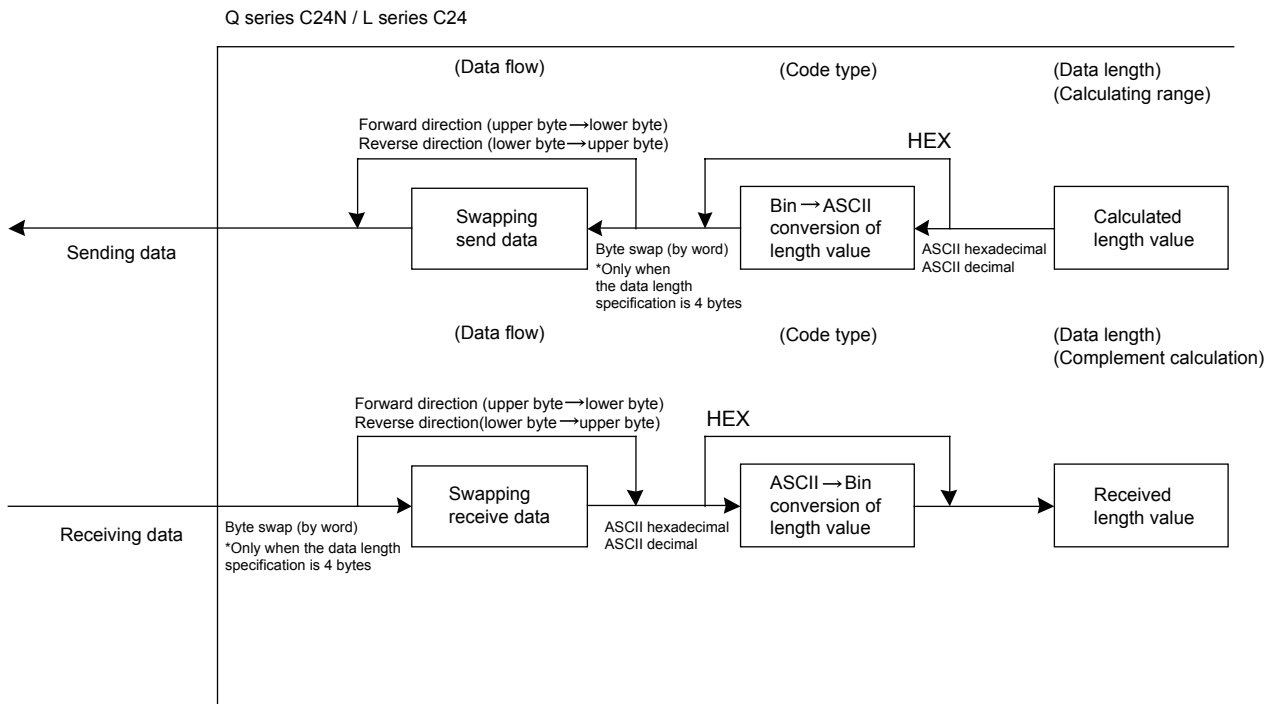 Q series C24N / L series C24
(Data flow)
(Code type)
(Data length)
(Calculating range)
Forward direction (upper byte→lower byte)
Reverse direction (lower byte→upper byte)
HEX
Swapping
send data
Bin→ASCII
conversion of
length value
Calculated
length value
Sending data
Byte swap (by word)
*Only when
the data length
specification is 4 bytes
ASCII hexadecimal
ASCII decimal
(Data flow)
(Code type)
(Data length)
(Complement calculation)
Forward direction (upper byte→lower byte)
Reverse direction(lower byte→upper byte)
HEX
Swapping
receive data
ASCII→Bin
conversion of
length value
Received
length value
Receiving data
Byte swap (by word)
*Only when the data length
specification is 4 bytes
ASCII hexadecimal
ASCII decimal